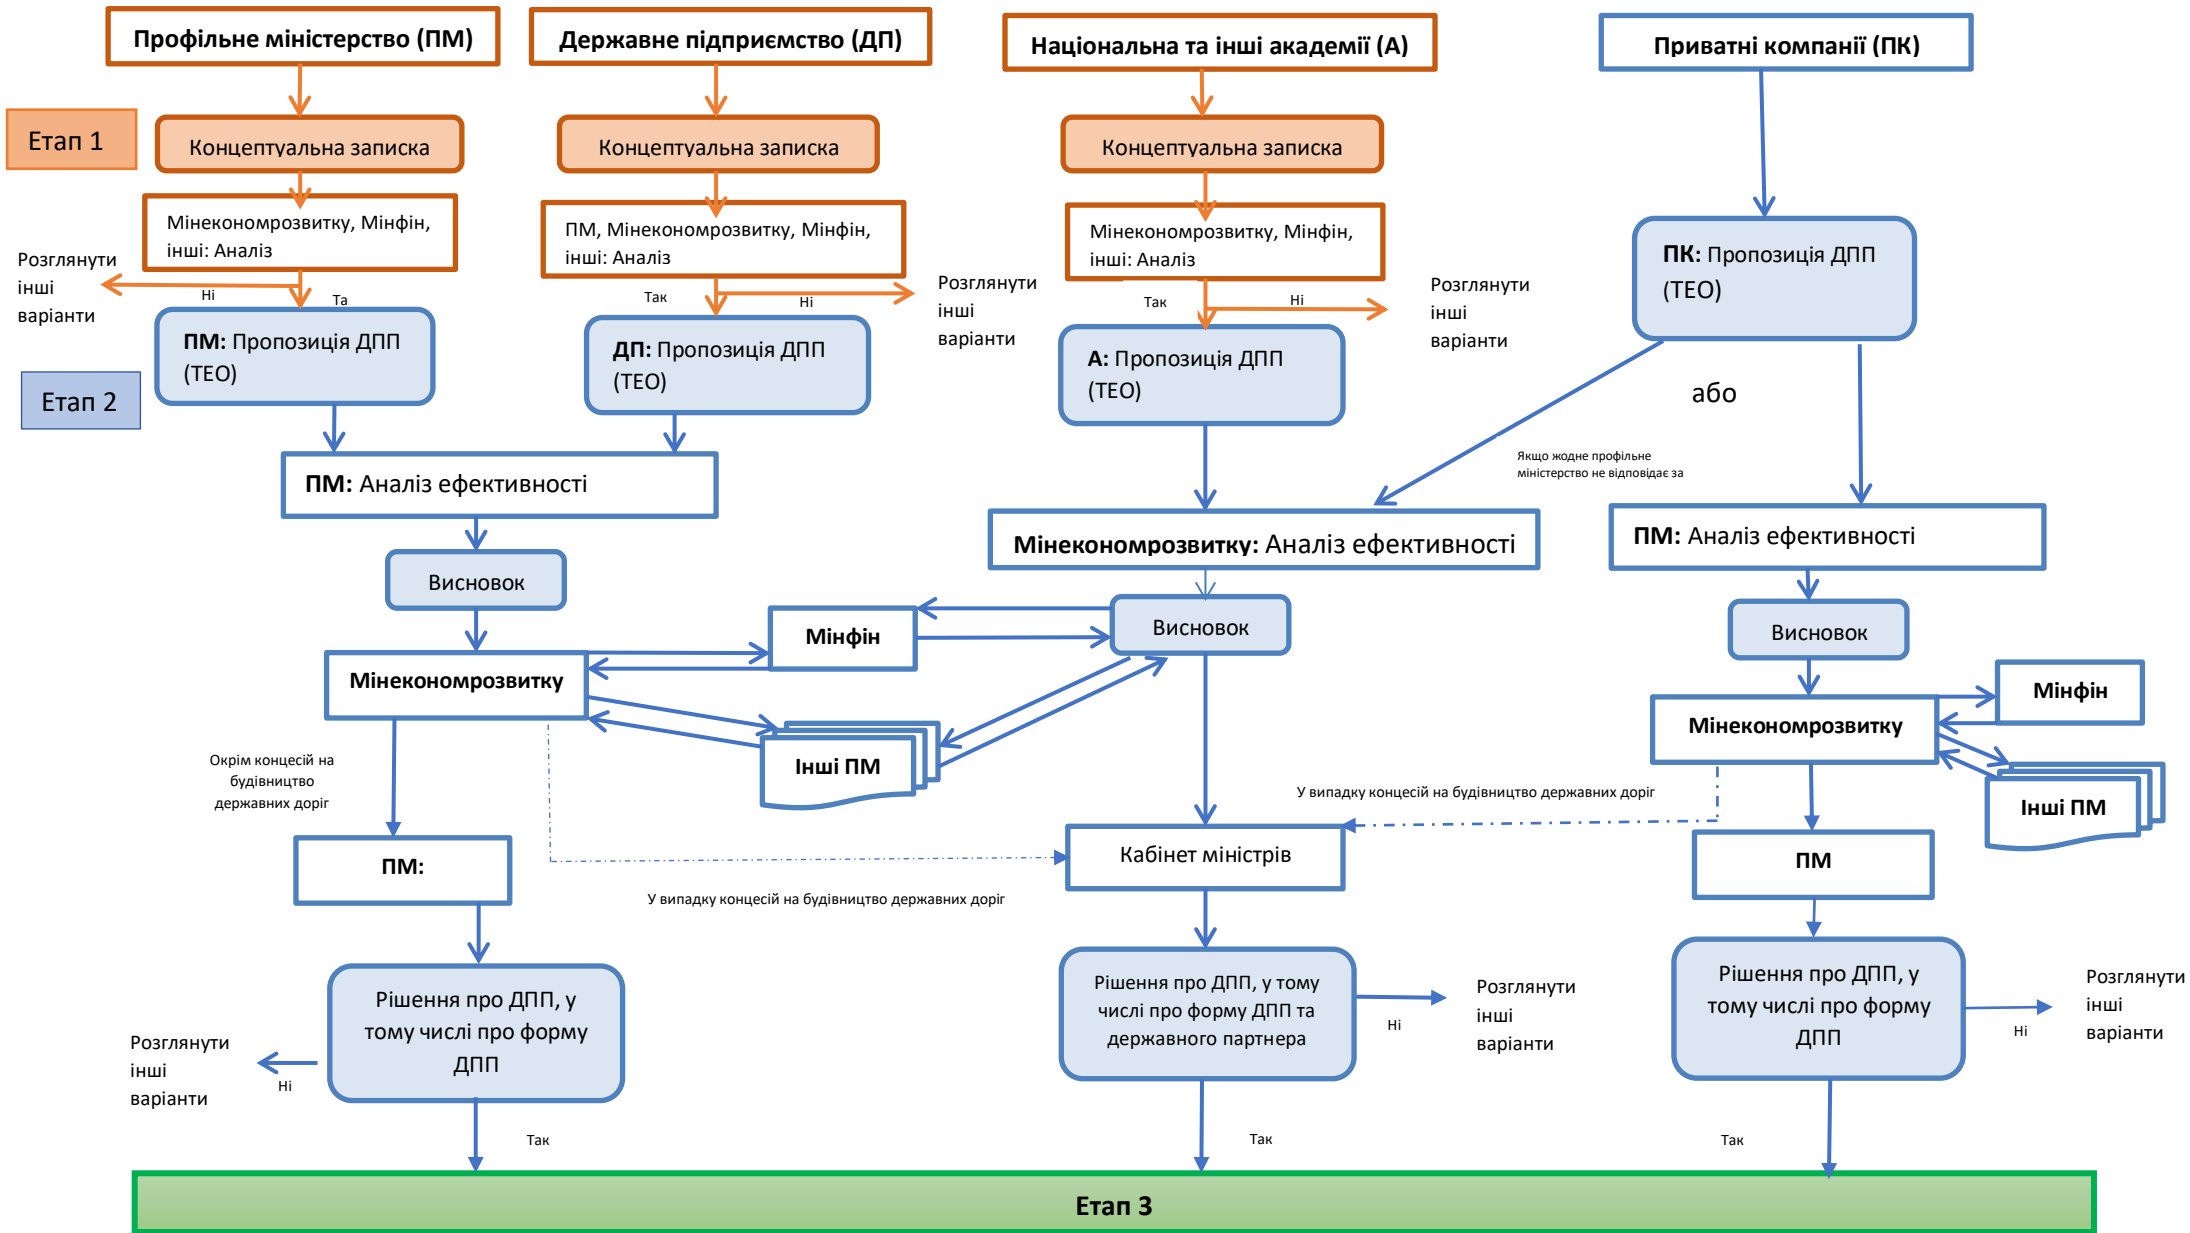 Профільне міністерство (ПМ)
Державне підприємство (ДП)
Національна та інші академії (А)
Приватні компанії (ПК)
Етап 1
Концептуальна записка
Концептуальна записка
Концептуальна записка
Мінекономрозвитку, Мінфін,
інші: Аналіз
ПМ, Мінекономрозвитку, Мінфін,
інші: Аналіз
Мінекономрозвитку, Мінфін,
інші: Аналіз
ПК: Пропозиція ДПП
(ТЕО)
Розглянути
інші
варіанти
Ні
Та
Так
Ні
Розглянути
інші
варіанти
Так
Ні
Розглянути
інші
варіанти
ПМ: Пропозиція ДПП
(ТЕО)
ДП: Пропозиція ДПП
(ТЕО)
А: Пропозиція ДПП
(ТЕО)
Етап 2
або
Якщо жодне профільне
міністерство не відповідає за
ПМ: Аналіз ефективності
Мінекономрозвитку: Аналіз ефективності
ПМ: Аналіз ефективності
Висновок
Висновок
Висновок
Мінфін
Мінекономрозвитку
Інші ПМ
Мінфін
Мінекономрозвитку
Інші ПМ
Окрім концесій на
будівництво
державних доріг
У випадку концесій на будівництво державних доріг
ПМ:
Кабінет міністрів
ПМ
У випадку концесій на будівництво державних доріг
Рішення про ДПП, у
тому числі про форму
ДПП
Рішення про ДПП, у тому
числі про форму ДПП та
державного партнера
Рішення про ДПП, у
тому числі про форму
ДПП
Розглянути
інші
варіанти
Ні
Ні
Розглянути
інші
варіанти
Ні
Розглянути
інші
варіанти
Так
Так
Так
Етап 3